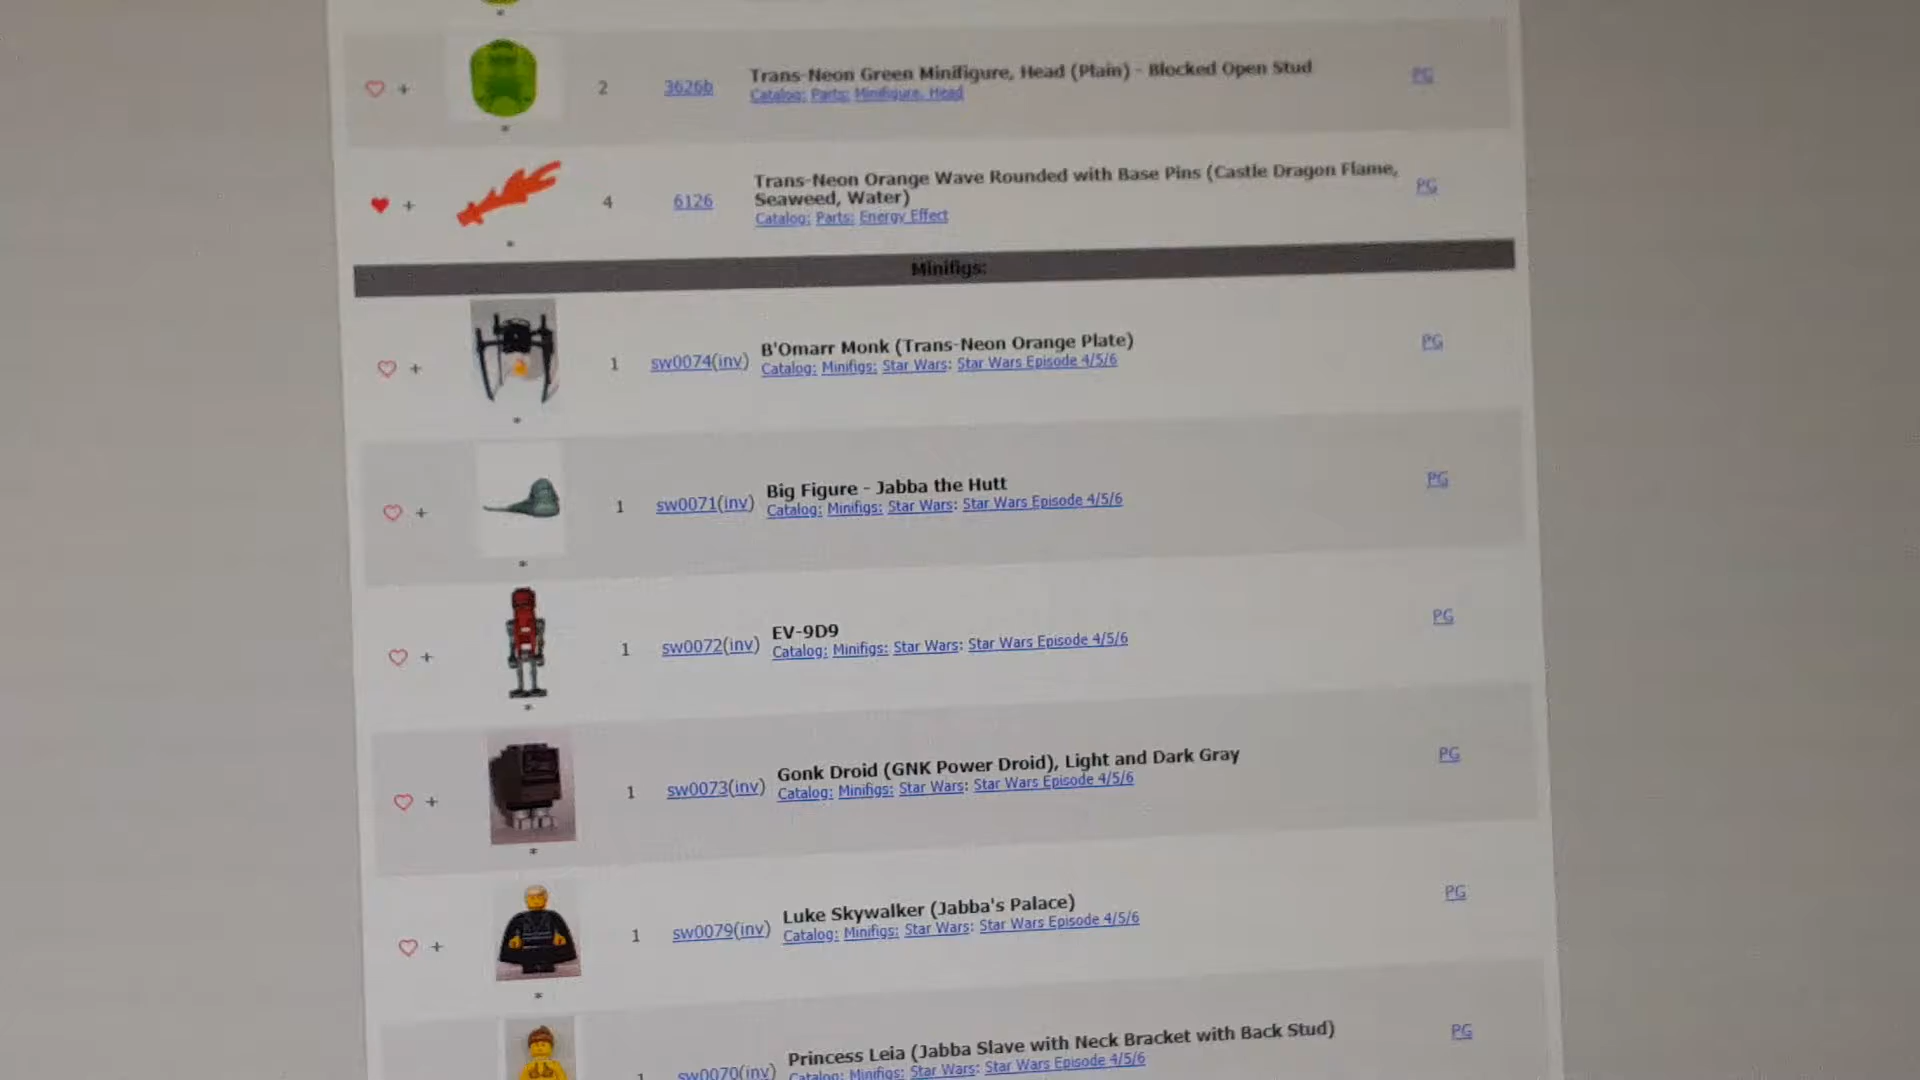 *
+ 2 3626b Trans-Neon Green Minifigure, Head (Plain) - Blocked Open Stud PG
Catalog: Parts: Minifigure, Head
*
+ 4 6126 Trans-Neon Orange Wave Rounded with Base Pins (Castle Dragon Flame, PG
Seaweed, Water)
Catalog: Parts: Energy Effect
*
Minifigs:
+ 1 sw0074(inv) B'Omarr Monk (Trans-Neon Orange Plate) PG
Catalog: Minifigs: Star Wars: Star Wars Episode 4/5/6
*
+ 1 sw0071(inv) Big Figure - Jabba the Hutt PG
Catalog: Minifigs: Star Wars: Star Wars Episode 4/5/6
*
+ 1 sw0072(inv) EV-9D9 PG
Catalog: Minifigs: Star Wars: Star Wars Episode 4/5/6
*
+ 1 sw0073(inv) Gonk Droid (GNK Power Droid), Light and Dark Gray PG
Catalog: Minifigs: Star Wars: Star Wars Episode 4/5/6
*
+ 1 sw0079(inv) Luke Skywalker (Jabba's Palace) PG
Catalog: Minifigs: Star Wars: Star Wars Episode 4/5/6
*
1 sw0070(inv) Princess Leia (Jabba Slave with Neck Bracket with Back Stud) PG
Catalog: Minifigs: Star Wars: Star Wars Episode 4/5/6